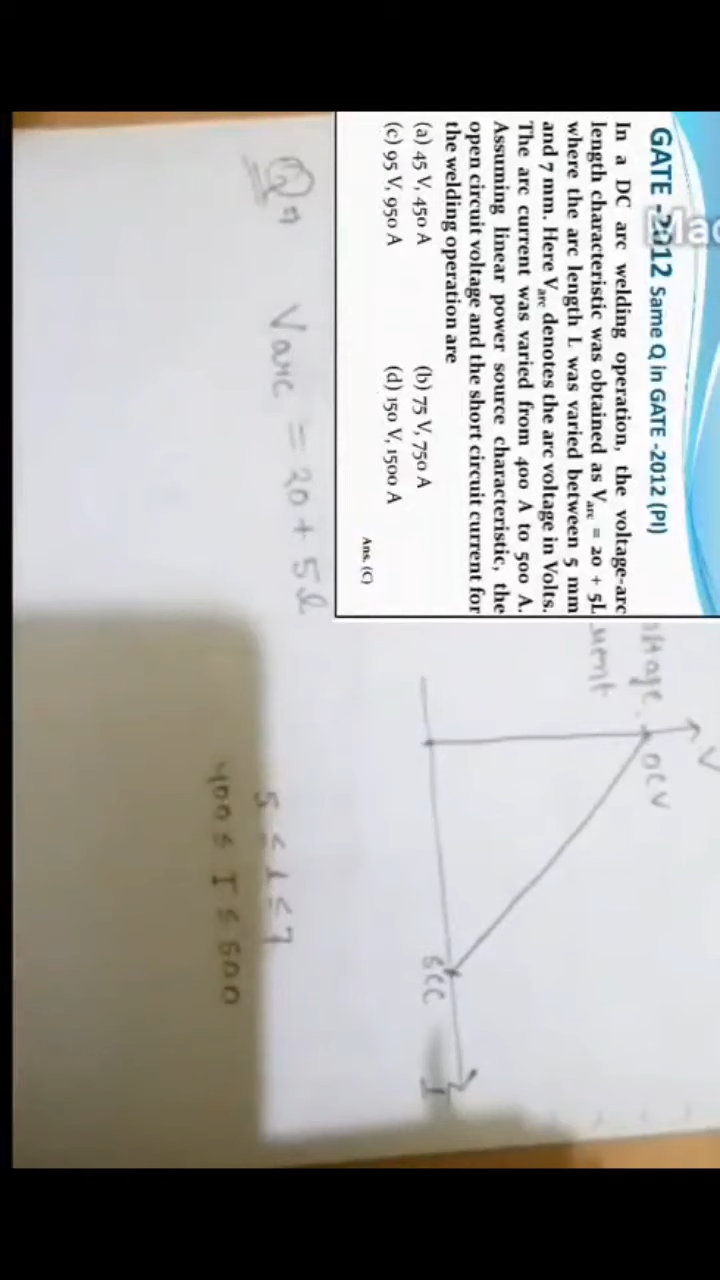 GATE -2012 Same Q in GATE -2012 (PI)
Mad
In a DC arc welding operation, the voltage-arc
length characteristic was obtained as Varc = 20 + 5L
where the arc length L was varied between 5 mm
and 7 mm. Here Varc denotes the arc voltage in Volts.
The arc current was varied from 400 A to 500 A.
Assuming linear power source characteristic, the
open circuit voltage and the short circuit current for
the welding operation are
(a) 45 V, 450 A (b) 75 V, 750 A
(c) 95 V, 950 A (d) 150 V, 1500 A
Ans. (C)
V
OCV
SCC
I
Varc = 20 + 5l
5 ≤ l ≤ 7
400 ≤ I ≤ 500